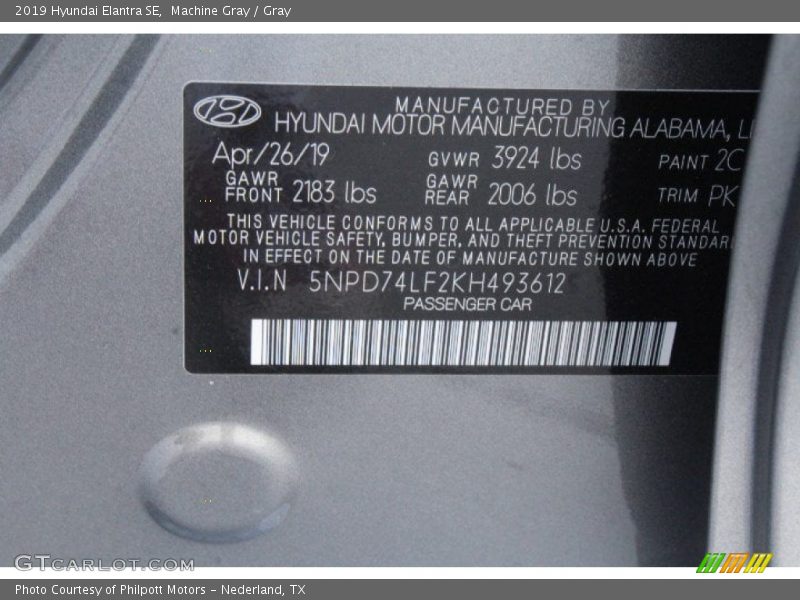 2019 Hyundai Elantra SE, Machine Gray / Gray
MANUFACTURED BY
HYUNDAI MOTOR MANUFACTURING ALABAMA,
Apr/26/19 GVWR 3924 lbs PAINT 2C
GAWR FRONT 2183 lbs GAWR REAR 2006 lbs TRIM PK
THIS VEHICLE CONFORMS TO ALL APPLICABLE U.S.A. FEDERAL
MOTOR VEHICLE SAFETY, BUMPER, AND THEFT PREVENTION STANDAR
IN EFFECT ON THE DATE OF MANUFACTURE SHOWN ABOVE
V.I.N 5NPD74LF2KH493612
PASSENGER CAR
GTCARLOT.COM
Photo Courtesy of Philpott Motors - Nederland, TX